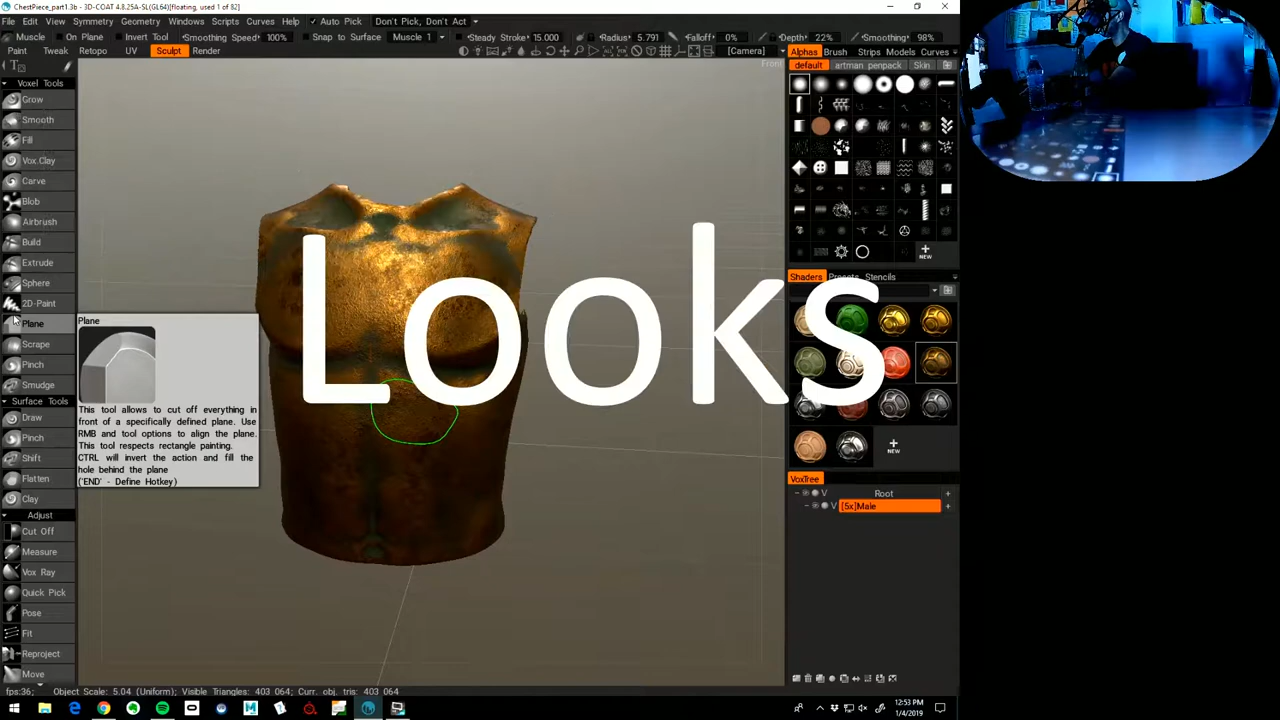 ChestPiece_part1.3b - 3D-COAT 4.8.25A-SL(GL64)[floating, used 1 of 82]
File Edit View Symmetry Geometry Windows Scripts Curves Help Auto Pick Don't Pick, Don't Act
Muscle On Plane Invert Tool Smoothing Speed: 100% Snap to Surface Muscle 1 Steady Stroke: 15.000 Radius: 5.791 Falloff: 0% Depth: 22% Smoothing: 98%
Paint Tweak Retopo UV Sculpt Render [Camera] Alphas Brush Strips Models Curves
Front default artman penpack Skin
Voxel Tools
Grow
Smooth
Fill
Vox.Clay
Carve
Blob
Airbrush
Build
Extrude
Sphere
2D-Paint
Plane
Scrape
Pinch
Smudge
Surface Tools
Draw
Pinch
Shift
Flatten
Clay
Adjust
Cut Off
Measure
Vox Ray
Quick Pick
Pose
Fit
Reproject
Move
Plane
This tool allows to cut off everything in
front of a specifically defined plane. Use
RMB and tool options to align the plane.
This tool respects rectangle painting.
CTRL will invert the action and fill the
hole behind the plane
('END' - Define Hotkey)
Looks
NEW
Shaders Presets Stencils
NEW
VoxTree
V Root +
V [5x]Male +
fps:36; Object Scale: 5.04 (Uniform); Visible Triangles: 403 064; Curr. obj. tris: 403 064
12:53 PM
1/4/2019